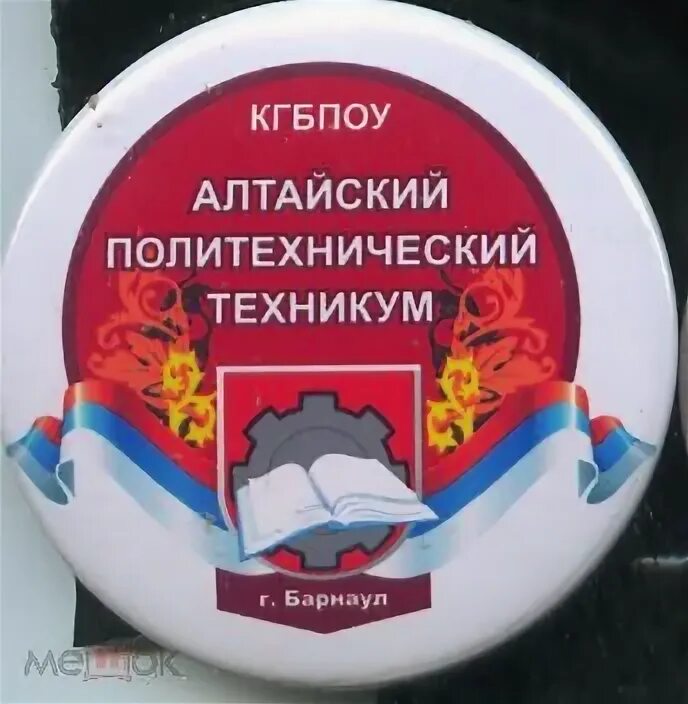 КГБПОУ
АЛТАЙСКИЙ
ПОЛИТЕХНИЧЕСКИЙ
ТЕХНИКУМ
г. Барнаул
мешок